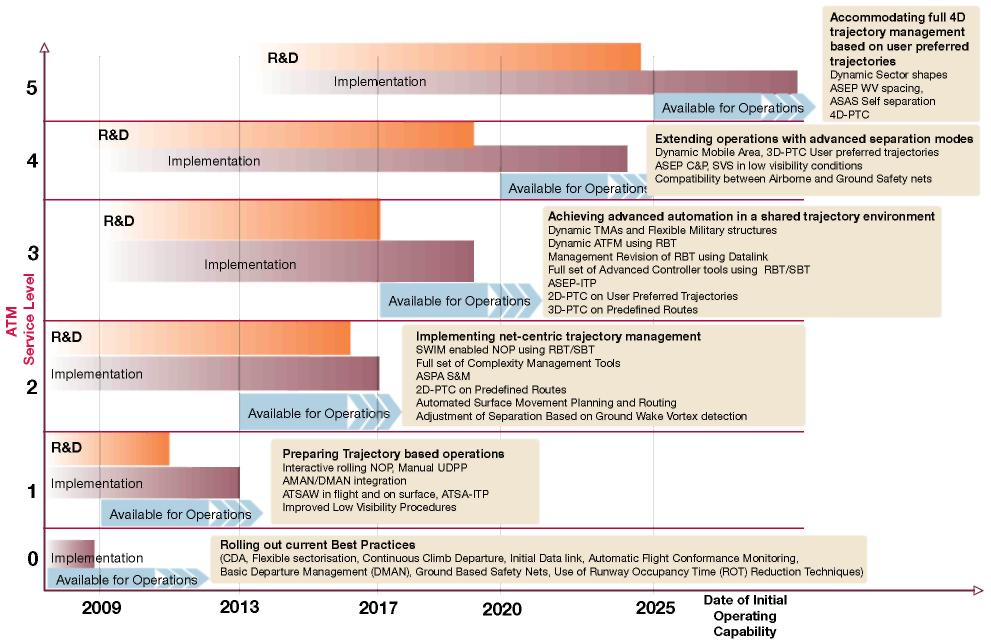 Accommodating full 4D
trajectory management
based on user preferred
trajectories
Dynamic Sector shapes
ASEP WV spacing,
ASAS Self separation
4D-PTC
R&D
Implementation
5
Available for Operations
R&D
Extending operations with advanced separation modes
Dynamic Mobile Area, 3D-PTC User preferred trajectories
ASEP C&P, SVS in low visibility conditions
Compatibility between Airborne and Ground Safety nets
4
Implementation
Available for Operations
R&D
Achieving advanced automation in a shared trajectory environment
Dynamic TMAs and Flexible Military structures
Dynamic ATFM using RBT
Management Revision of RBT using Datalink
Full set of Advanced Controller tools using RBT/SBT
ASEP-ITP
2D-PTC on User Preferred Trajectories
3D-PTC on Predefined Routes
3
Implementation
Available for Operations
ATM
Service Level
R&D
Implementing net-centric trajectory management
SWIM enabled NOP using RBT/SBT
Full set of Complexity Management Tools
ASPA S&M
2D-PTC on Predefined Routes
Automated Surface Movement Planning and Routing
Adjustment of Separation Based on Ground Wake Vortex detection
Implementation
2
Available for Operations
R&D
Preparing Trajectory based operations
Interactive rolling NOP, Manual UDPP
AMAN/DMAN integration
ATSAW in flight and on surface, ATSA-ITP
Improved Low Visibility Procedures
Implementation
1
Available for Operations
Rolling out current Best Practices
(CDA, Flexible sectorisation, Continuous Climb Departure, Initial Data link, Automatic Flight Conformance Monitoring,
Basic Departure Management (DMAN), Ground Based Safety Nets, Use of Runway Occupancy Time (ROT) Reduction Techniques)
0
Implementation
Available for Operations
2009 2013 2017 2020 2025
Date of Initial
Operating
Capability